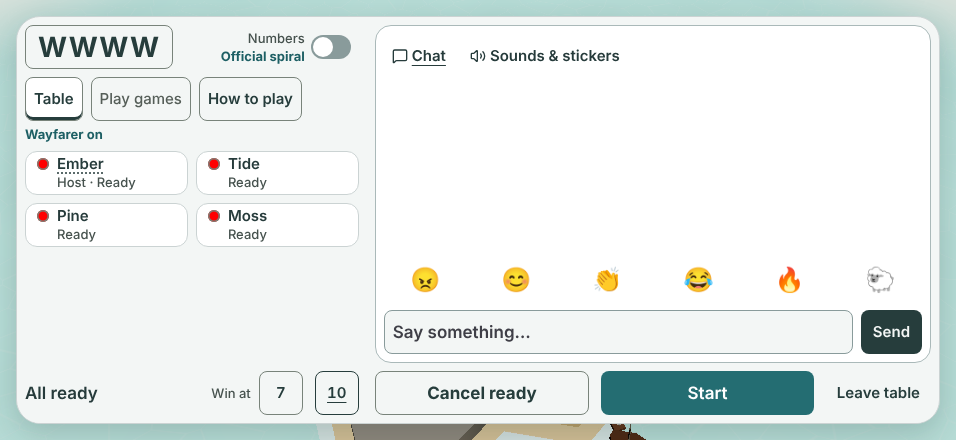 WWWW
Numbers
Official spiral
Table
Play games
How to play
Wayfarer on
Ember
Host · Ready
Tide
Ready
Pine
Ready
Moss
Ready
All ready
Win at
7
10
Chat
Sounds & stickers
Say something...
Send
Cancel ready
Start
Leave table